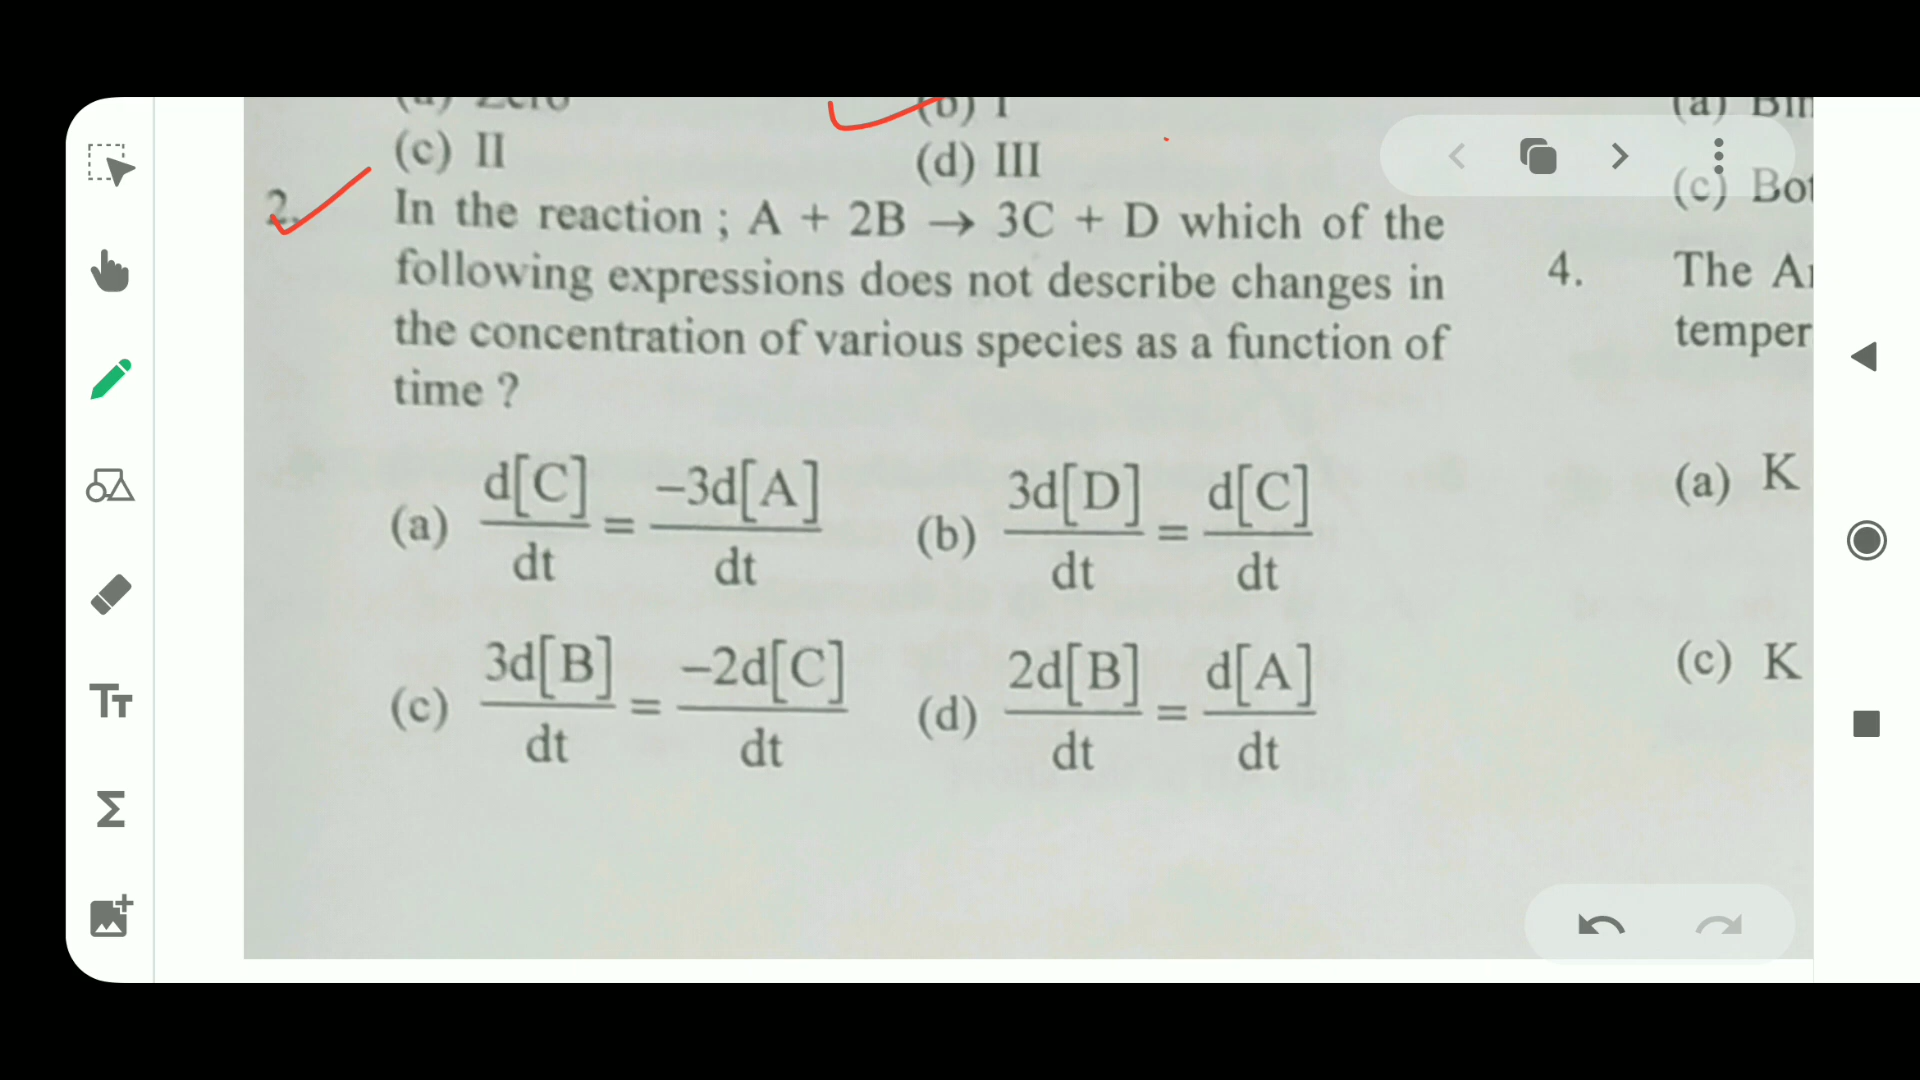 (a) Zero (b) I
(c) II (d) III
2. In the reaction ; A + 2B → 3C + D which of the
following expressions does not describe changes in
the concentration of various species as a function of
time ?
(a) d[C]/dt = -3d[A]/dt (b) 3d[D]/dt = d[C]/dt
(c) 3d[B]/dt = -2d[C]/dt (d) 2d[B]/dt = d[A]/dt
(a)
(c)
4. The
temper
(a) K
(c) K
Tт
Σ